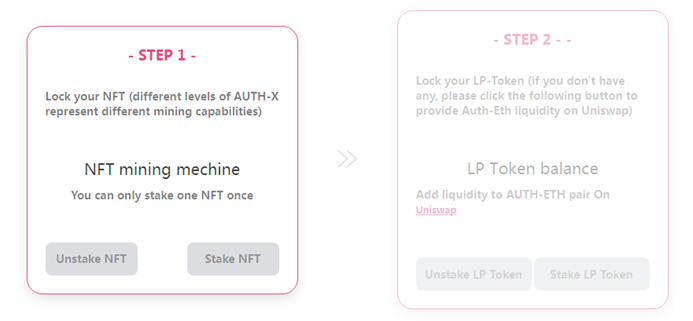 - STEP 1 -
Lock your NFT (different levels of AUTH-X
represent different mining capabilities)
NFT mining mechine
You can only stake one NFT once
Unstake NFT
Stake NFT
- STEP 2 - -
Lock your LP-Token (if you don't have
any, please click the following button to
provide Auth-Eth liquidity on Uniswap)
LP Token balance
Add liquidity to AUTH-ETH pair On
Uniswap
Unstake LP Token
Stake LP Token